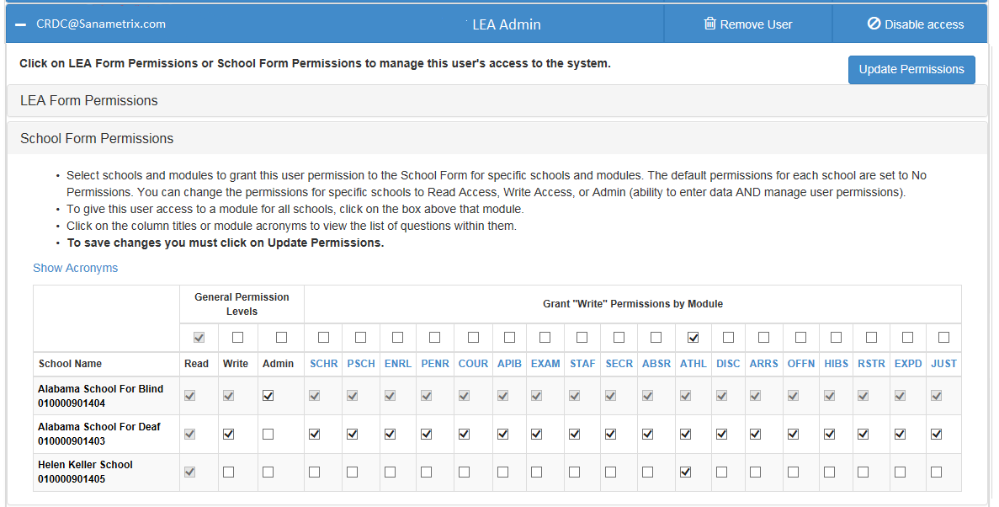 CRDC@Sanametrix.com LEA Admin Remove User Disable access
Click on LEA Form Permissions or School Form Permissions to manage this user's access to the system.
Update Permissions
LEA Form Permissions
School Form Permissions
• Select schools and modules to grant this user permission to the School Form for specific schools and modules. The default permissions for each school are set to No
Permissions. You can change the permissions for specific schools to Read Access, Write Access, or Admin (ability to enter data AND manage user permissions).
• To give this user access to a module for all schools, click on the box above that module.
• Click on the column titles or module acronyms to view the list of questions within them.
• To save changes you must click on Update Permissions.
Show Acronyms
General Permission
Levels
Grant "Write" Permissions by Module
School Name Read Write Admin SCHR PSCH ENRL PENR COUR APIB EXAM STAF SECR ABSR ATHL DISC ARRS OFFN HIBS RSTR EXPD JUST
Alabama School For Blind
010000901404
Alabama School For Deaf
010000901403
Helen Keller School
010000901405